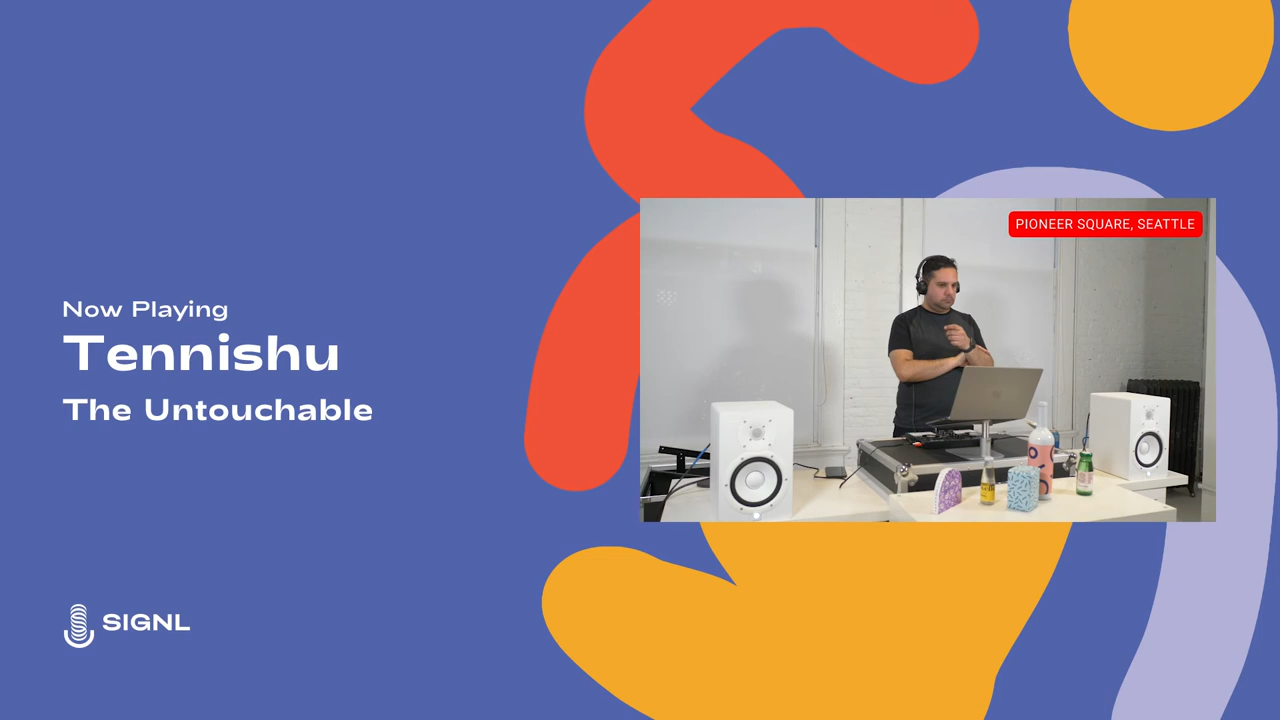 PIONEER SQUARE, SEATTLE
Now Playing
Tennishu
The Untouchable
SIGNL